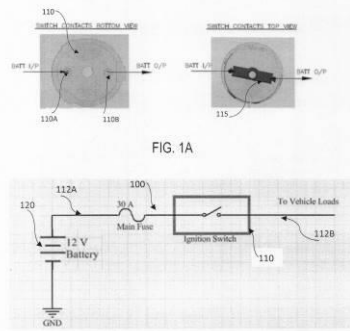 110
SWITCH CONTACTS BOTTOM VIEW
SWITCH CONTACTS TOP VIEW
BATT I/P
BATT O/P
BATT I/P
BATT O/P
110A
110B
115
FIG. 1A
112A
100
120
30 A
To Vehicle Loads
Main Fuse
12 V
Battery
Ignition Switch
112B
110
GND